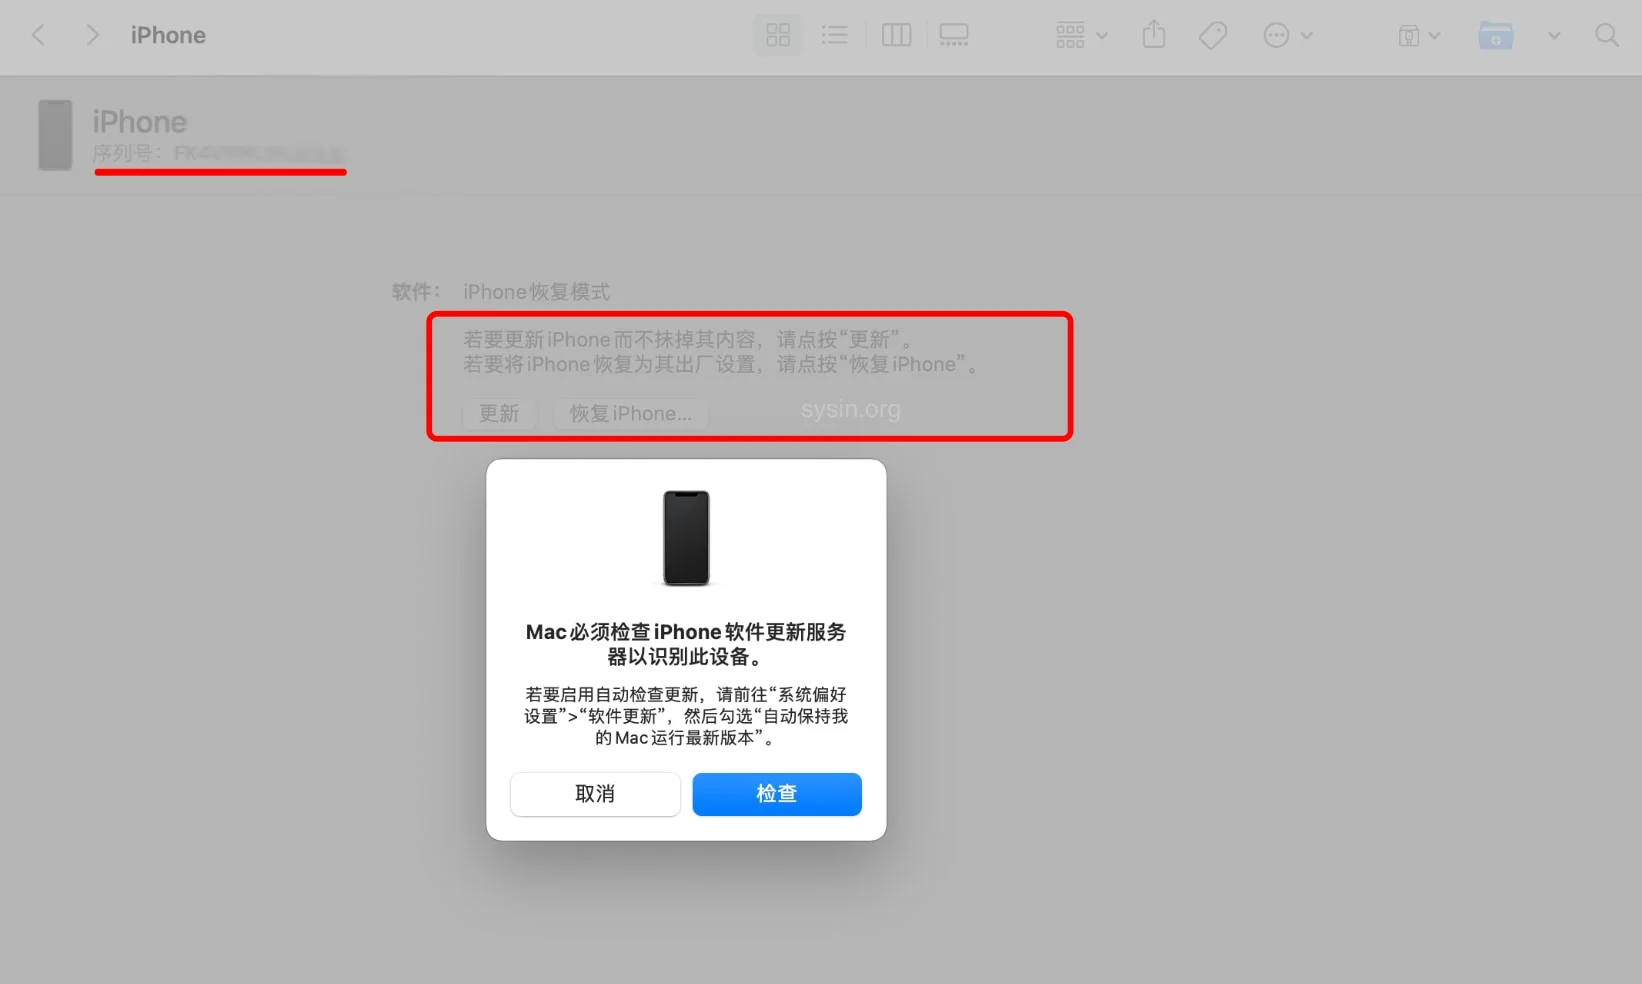 iPhone
iPhone
序列号：
软件： iPhone恢复模式
若要更新iPhone而不抹掉其内容，请点按“更新”。
若要将iPhone恢复为其出厂设置，请点按“恢复iPhone”。
更新 恢复iPhone...
sysin.org
Mac必须检查iPhone软件更新服务
器以识别此设备。
若要启用自动检查更新，请前往“系统偏好
设置”>“软件更新”，然后勾选“自动保持我
的Mac运行最新版本”。
取消 检查